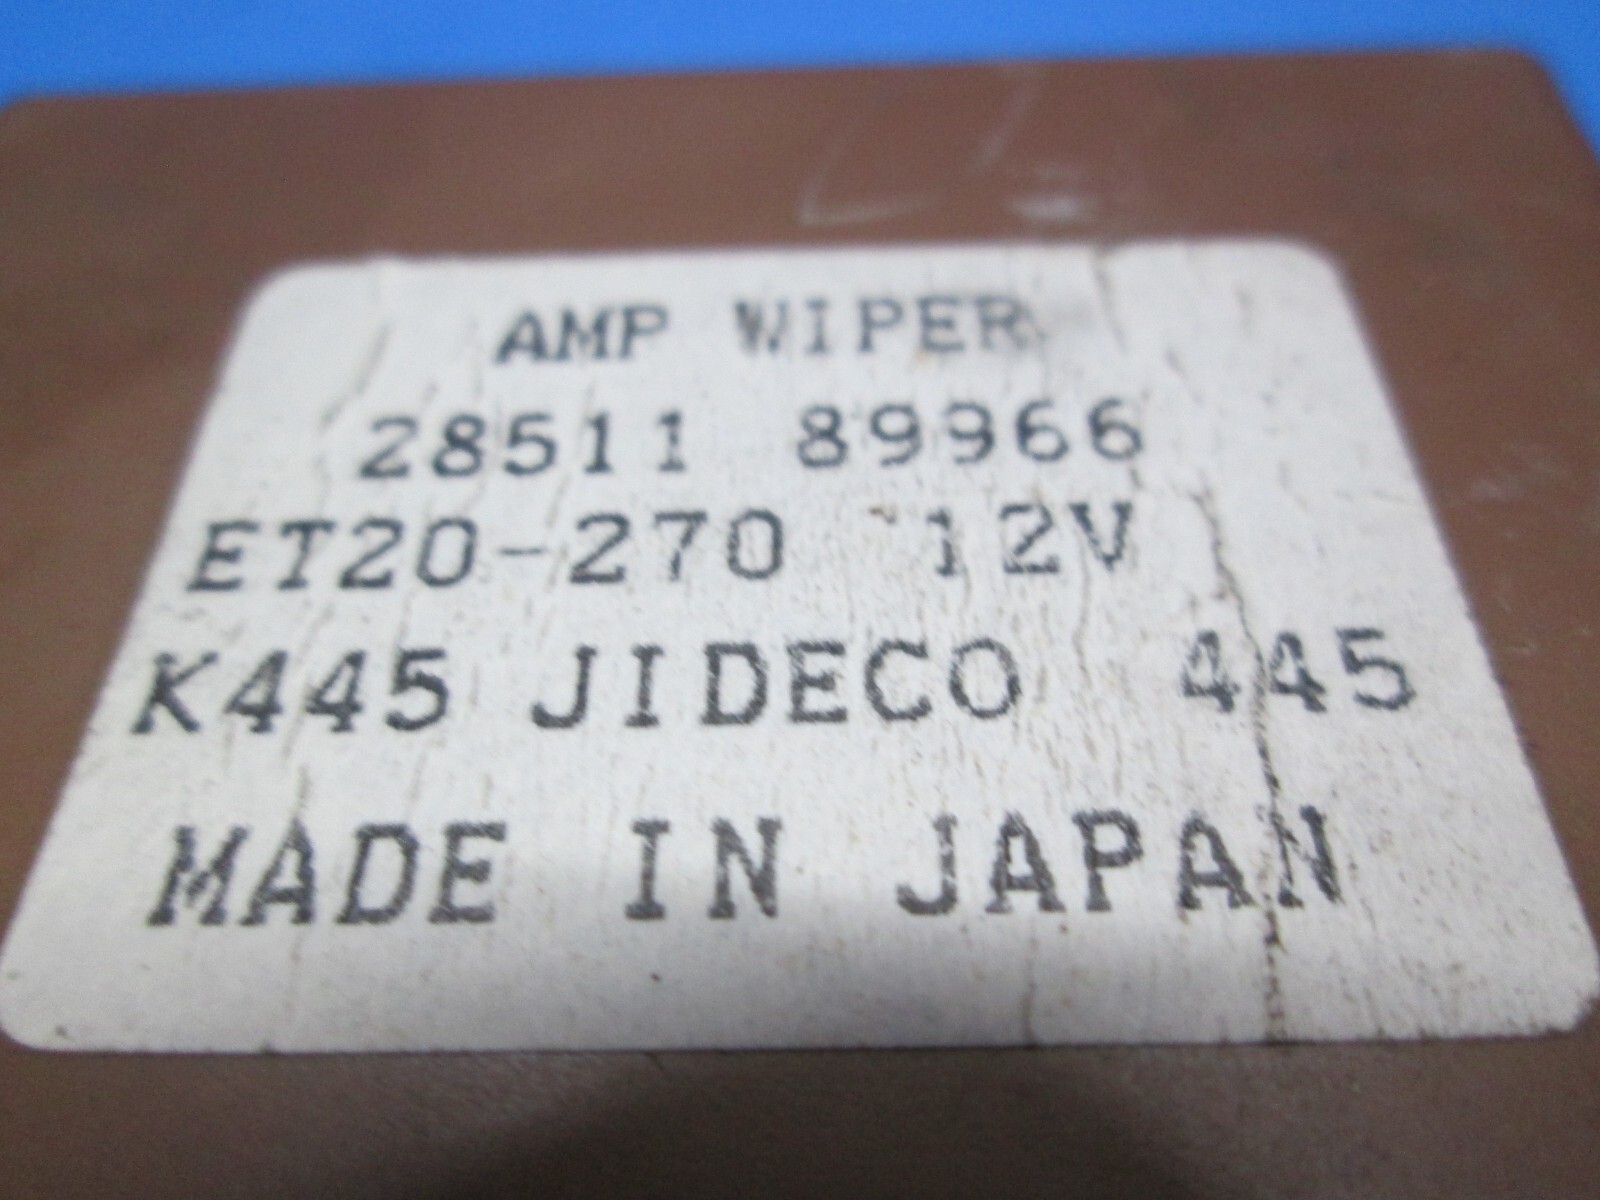 AMP WIPER
28511 89966
ET20-270 12V
K445 JIDECO 445
MADE IN JAPAN